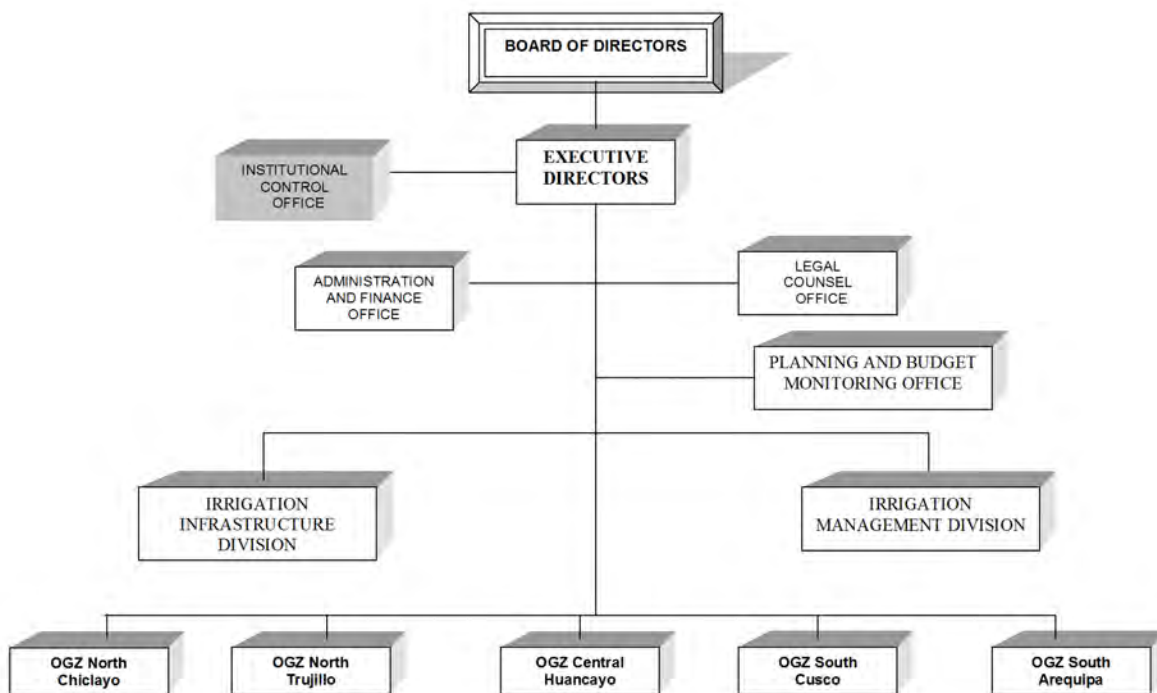 BOARD OF DIRECTORS
EXECUTIVE
DIRECTORS
INSTITUTIONAL
CONTROL
OFFICE
ADMINISTRATION
AND FINANCE
OFFICE
LEGAL
COUNSEL
OFFICE
PLANNING AND BUDGET
MONITORING OFFICE
IRRIGATION
INFRASTRUCTURE
DIVISION
IRRIGATION
MANAGEMENT DIVISION
OGZ North
Chiclayo
OGZ North
Trujillo
OGZ Central
Huancayo
OGZ South
Cusco
OGZ South
Arequipa